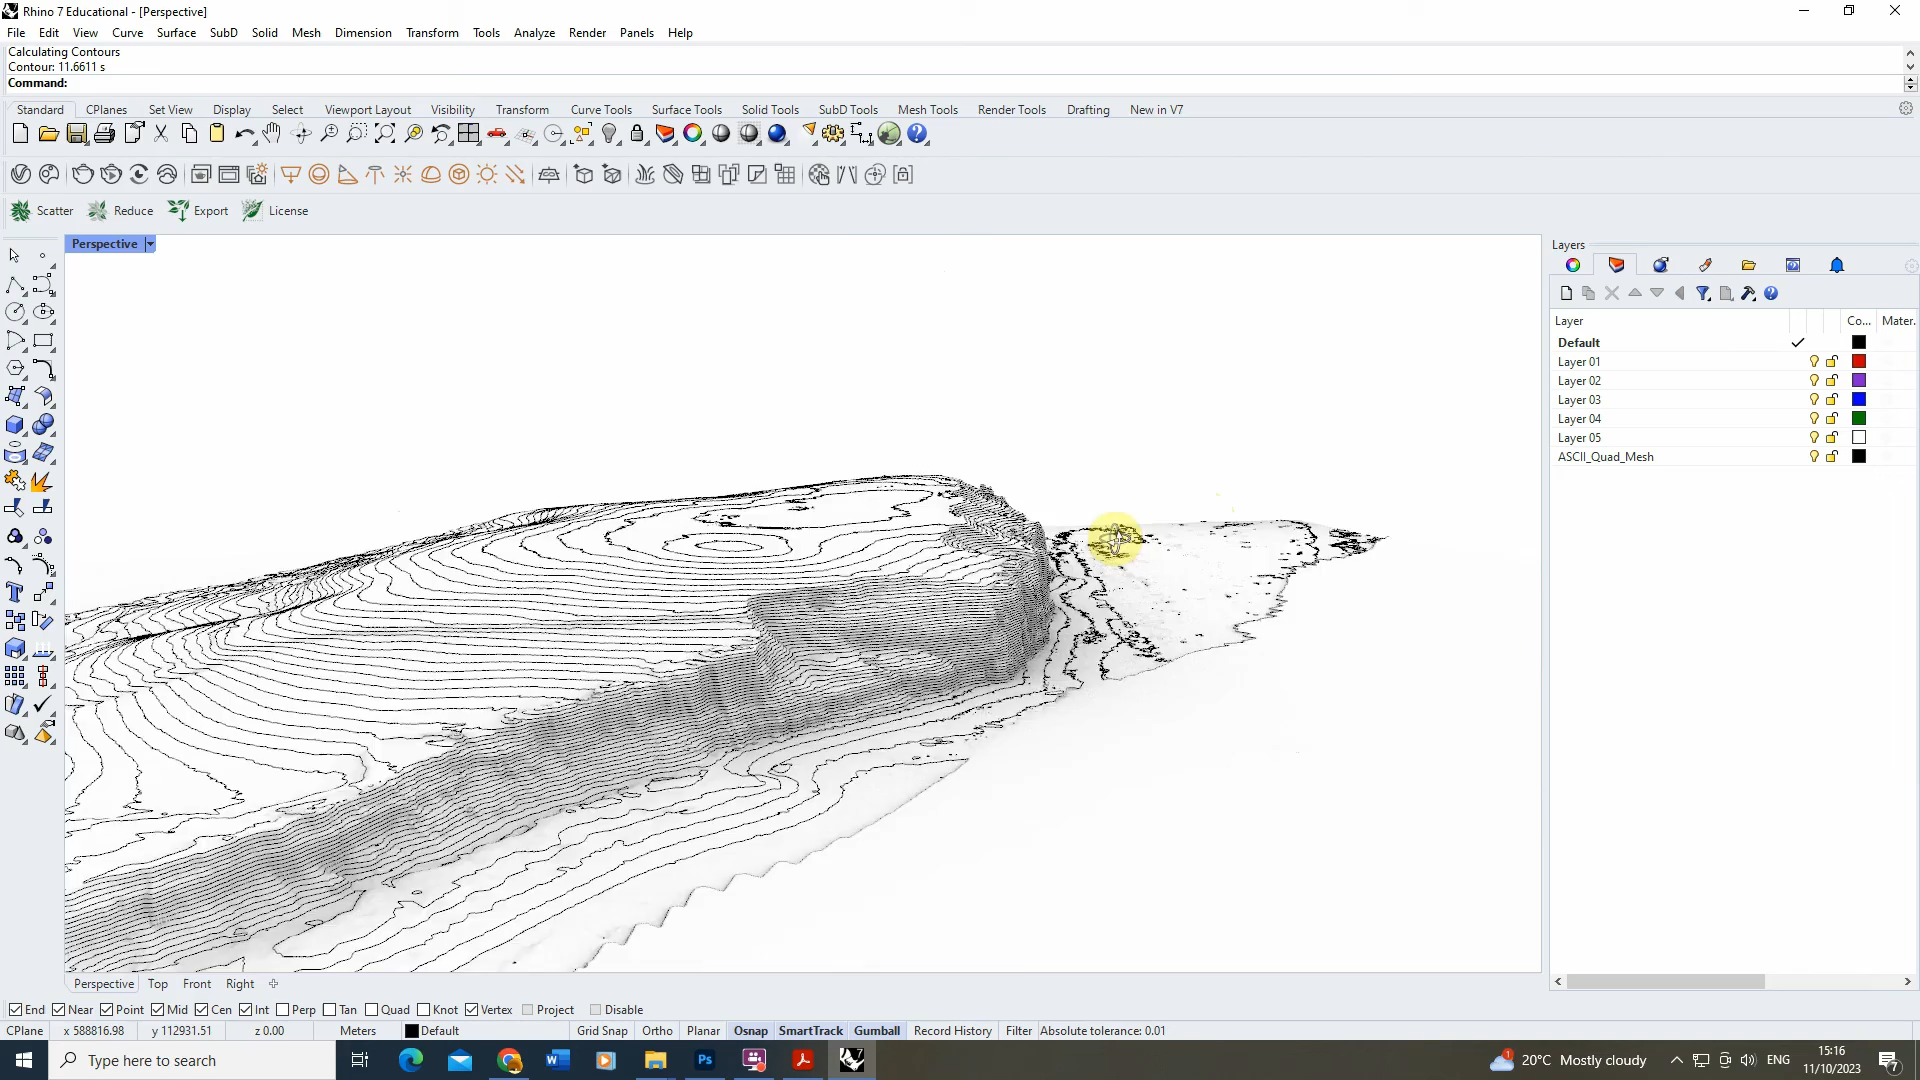 Rhino 7 Educational - [Perspective]
File Edit View Curve Surface SubD Solid Mesh Dimension Transform Tools Analyze Render Panels Help
Calculating Contours
Contour: 11.6611 s
Command:
Standard CPlanes Set View Display Select Viewport Layout Visibility Transform Curve Tools Surface Tools Solid Tools SubD Tools Mesh Tools Render Tools Drafting New in V7
Scatter Reduce Export License
Perspective
Layers
Layer Co... Mater.
Default
Layer 01
Layer 02
Layer 03
Layer 04
Layer 05
ASCII_Quad_Mesh
Perspective Top Front Right
End Near Point Mid Cen Int Perp Tan Quad Knot Vertex Project Disable
CPlane x 588816.98 y 112931.51 z 0.00 Meters Default Grid Snap Ortho Planar Osnap SmartTrack Gumball Record History Filter Absolute tolerance: 0.01
Type here to search
20°C Mostly cloudy
ENG
15:16
11/10/2023